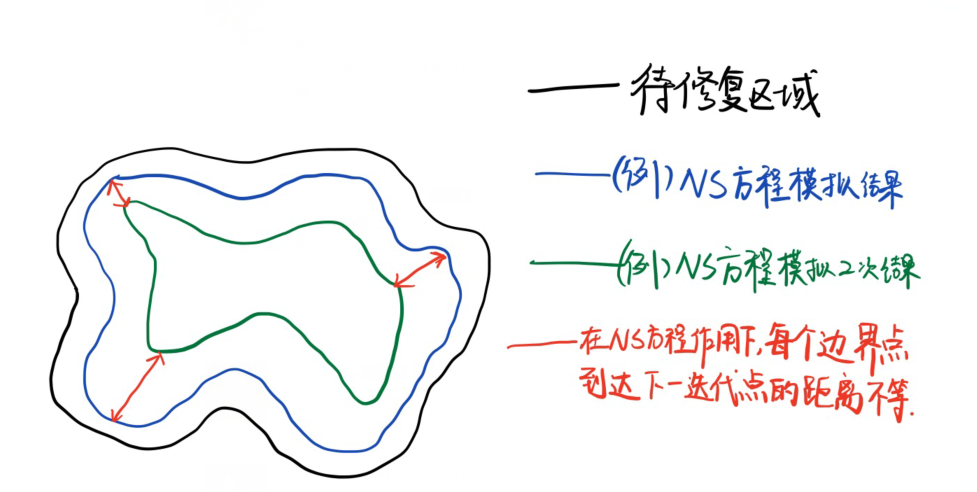 待修复区域
(例)NS方程模拟结果
(例)NS方程模拟2次结果
在NS方程作用下,每个边界点
到达下一迭代点的距离不等.